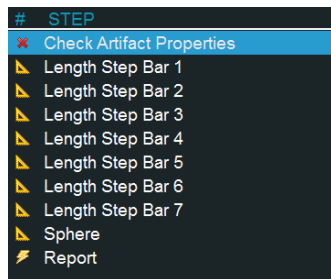 # STEP
Check Artifact Properties
Length Step Bar 1
Length Step Bar 2
Length Step Bar 3
Length Step Bar 4
Length Step Bar 5
Length Step Bar 6
Length Step Bar 7
Sphere
Report